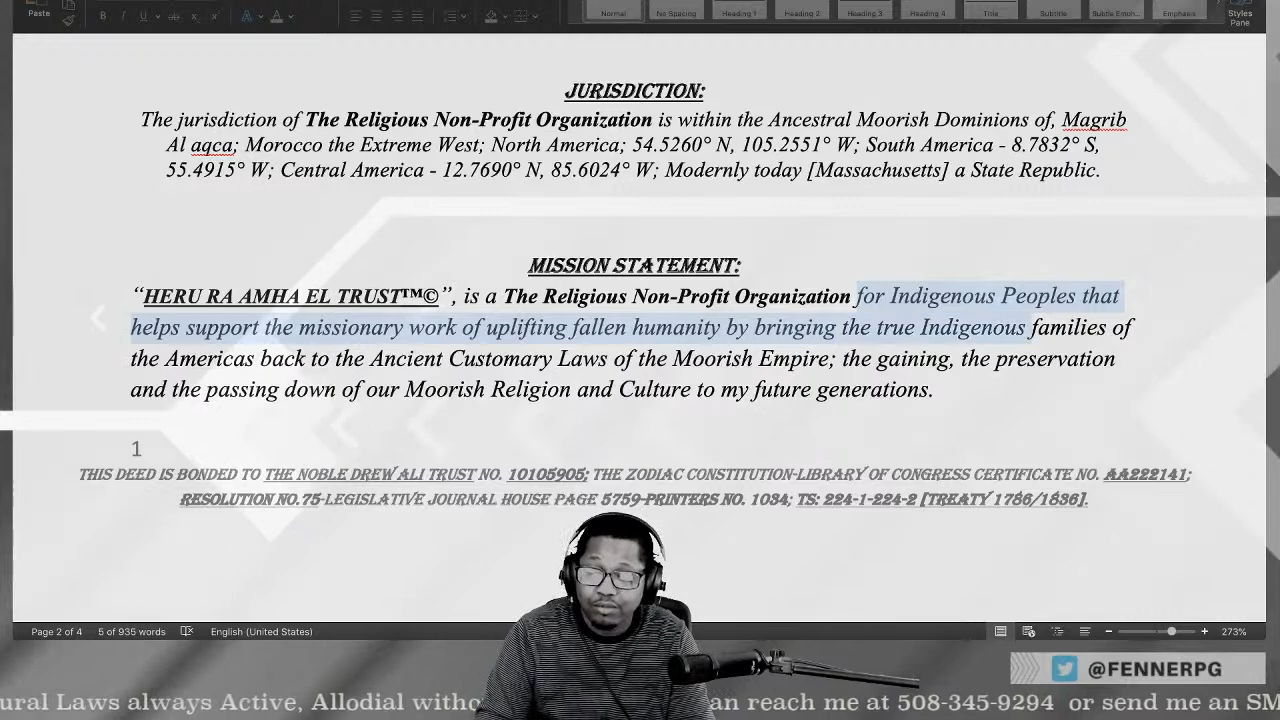 Paste
B I U
Normal No Spacing Heading 1 Heading 2 Heading 3 Heading 4 Title Subtitle Subtle Emph... Emphasis Styles Pane
JURISDICTION:
The jurisdiction of The Religious Non-Profit Organization is within the Ancestral Moorish Dominions of, Magrib
Al aqca; Morocco the Extreme West; North America; 54.5260° N, 105.2551° W; South America - 8.7832° S,
55.4915° W; Central America - 12.7690° N, 85.6024° W; Modernly today [Massachusetts] a State Republic.
MISSION STATEMENT:
“HERU RA AMHA EL TRUST™©”, is a The Religious Non-Profit Organization for Indigenous Peoples that
helps support the missionary work of uplifting fallen humanity by bringing the true Indigenous families of
the Americas back to the Ancient Customary Laws of the Moorish Empire; the gaining, the preservation
and the passing down of our Moorish Religion and Culture to my future generations.
1
THIS DEED IS BONDED TO THE NOBLE DREW ALI TRUST NO. 10105905; THE ZODIAC CONSTITUTION-LIBRARY OF CONGRESS CERTIFICATE NO. AA222141;
RESOLUTION NO.75-LEGISLATIVE JOURNAL HOUSE PAGE 5759-PRINTERS NO. 1034; TS: 224-1-224-2 [TREATY 1786/1836].
Page 2 of 4 5 of 935 words English (United States) 273%
@FENNERPG
ural Laws always Active, Allodial witho an reach me at 508-345-9294 or send me an SM